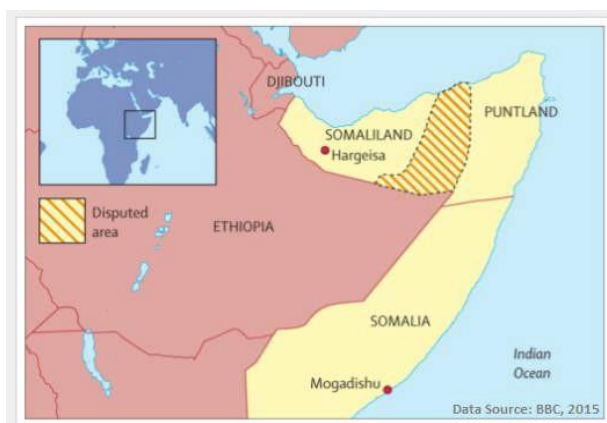 DJIBOUTI
PUNTLAND
SOMALILAND
Hargeisa
Disputed
area
ETHIOPIA
SOMALIA
Indian
Ocean
Mogadishu
Data Source: BBC, 2015